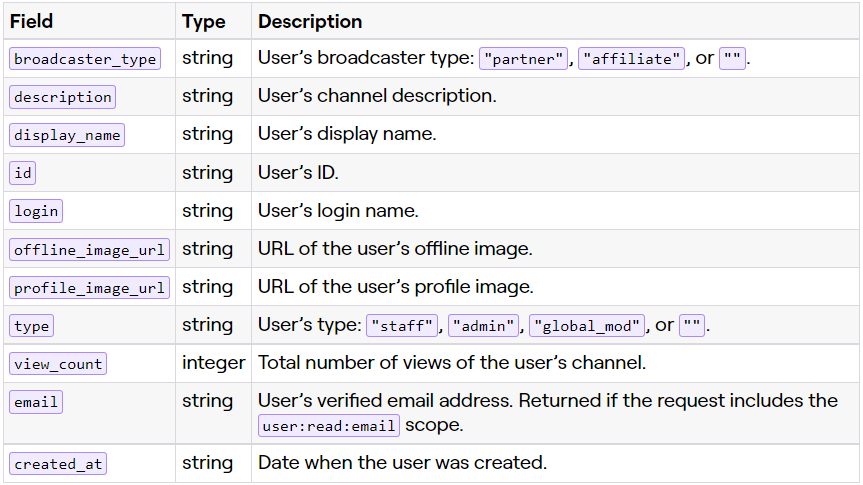 Field Type Description
broadcaster_type string User’s broadcaster type: "partner", "affiliate", or "".
description string User’s channel description.
display_name string User’s display name.
id string User’s ID.
login string User’s login name.
offline_image_url string URL of the user’s offline image.
profile_image_url string URL of the user’s profile image.
type string User’s type: "staff", "admin", "global_mod", or "".
view_count integer Total number of views of the user’s channel.
email string User’s verified email address. Returned if the request includes the
user:read:email scope.
created_at string Date when the user was created.